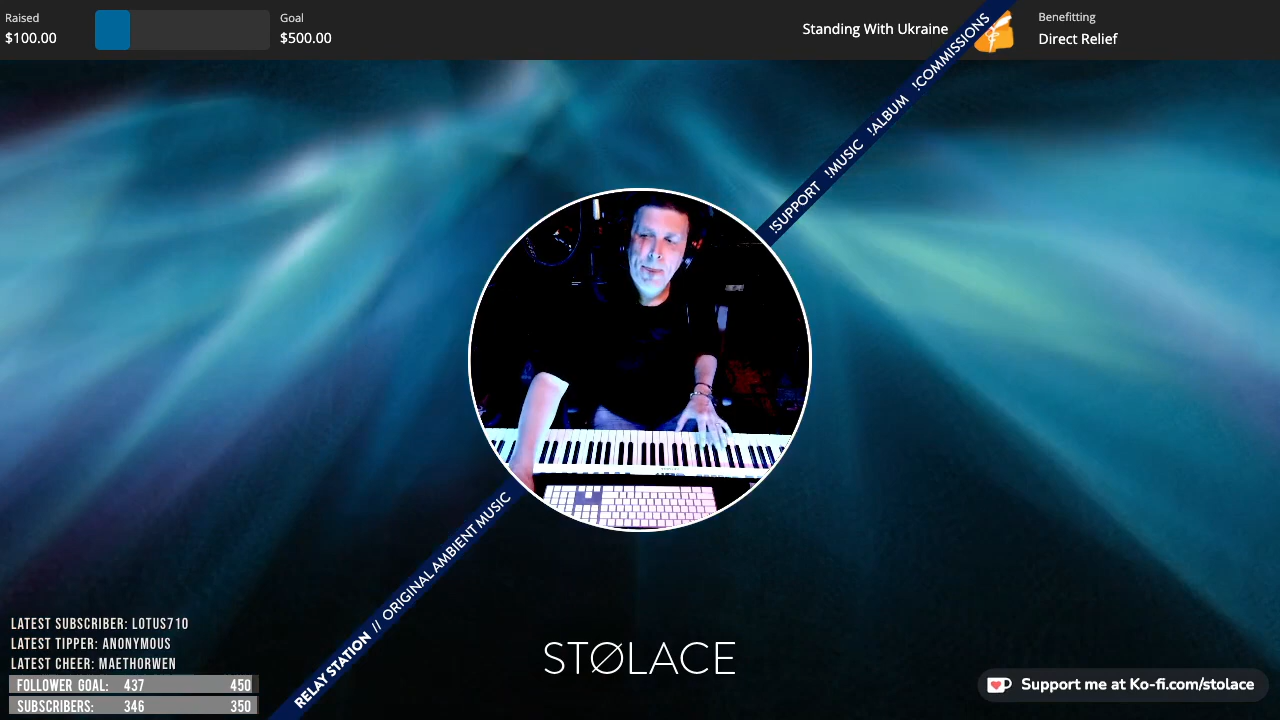 Raised
$100.00
Goal
$500.00
Standing With Ukraine
Benefitting
Direct Relief
!SUPPORT !MUSIC !ALBUM !COMMISSIONS
RELAY STATION // ORIGINAL AMBIENT MUSIC
STØLACE
LATEST SUBSCRIBER: LOTUS710
LATEST TIPPER: ANONYMOUS
LATEST CHEER: MAETHORWEN
FOLLOWER GOAL: 437 450
SUBSCRIBERS: 346 350
Support me at Ko-fi.com/stolace